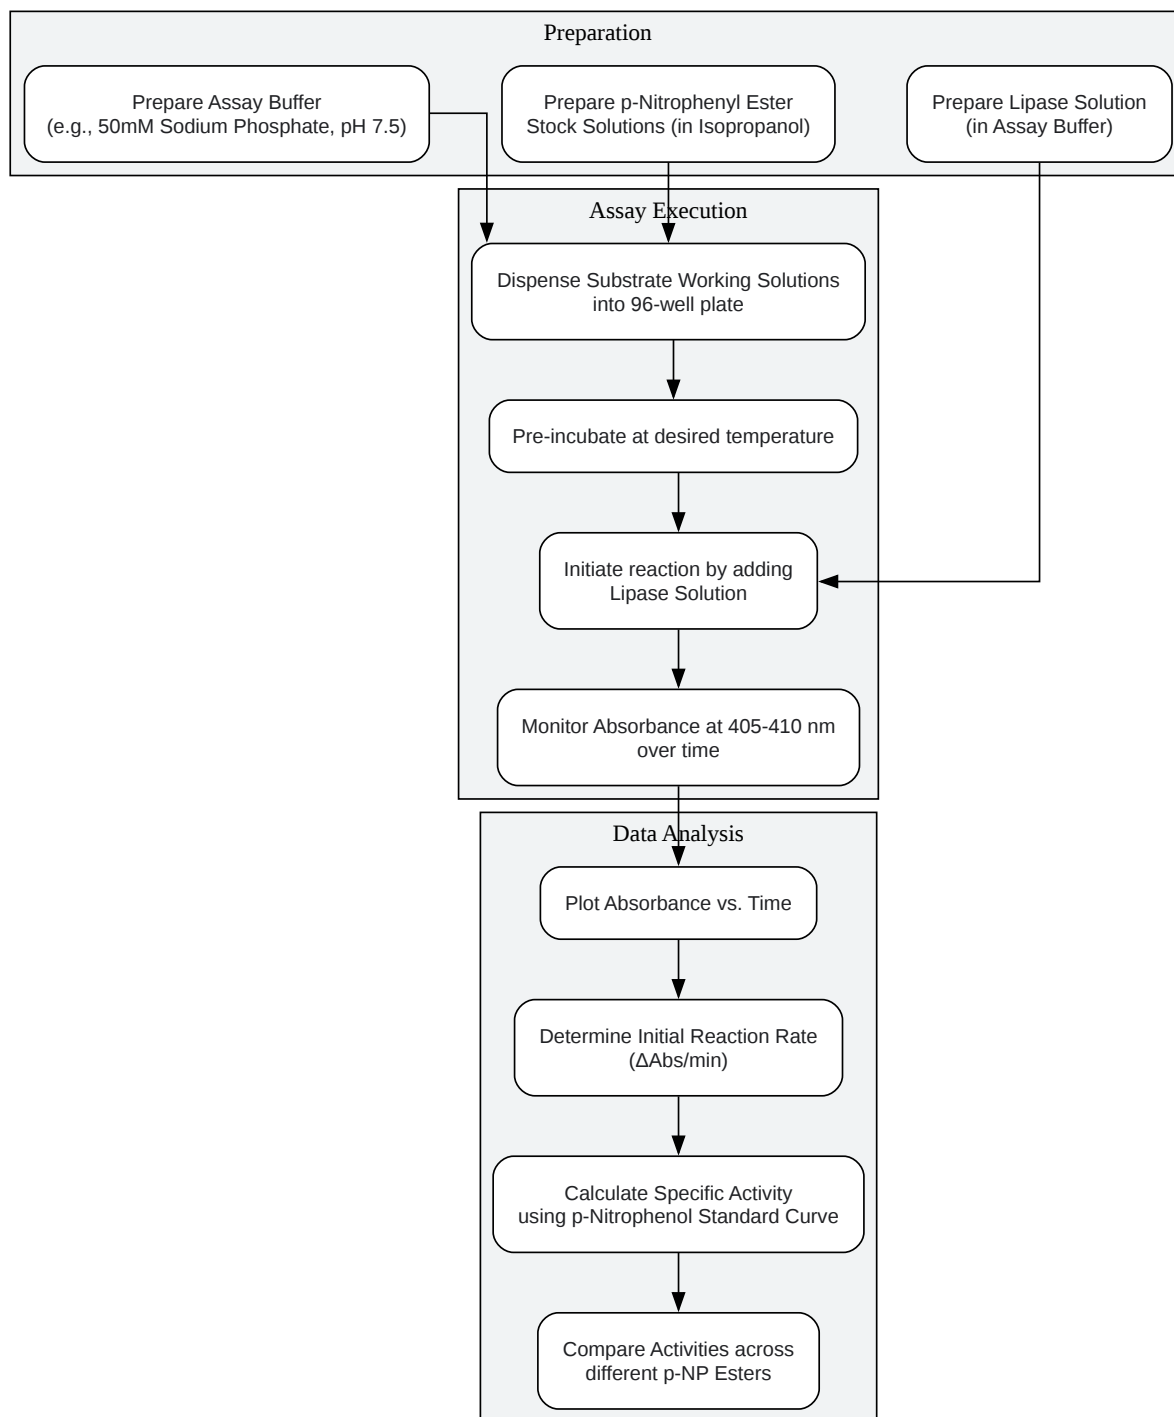 Preparation
Prepare Assay Buffer
(e.g., 50mM Sodium Phosphate, pH 7.5)
Prepare p-Nitrophenyl Ester
Stock Solutions (in Isopropanol)
Prepare Lipase Solution
(in Assay Buffer)
Assay Execution
Dispense Substrate Working Solutions
into 96-well plate
Pre-incubate at desired temperature
Initiate reaction by adding
Lipase Solution
Monitor Absorbance at 405-410 nm
over time
Data Analysis
Plot Absorbance vs. Time
Determine Initial Reaction Rate
(ΔAbs/min)
Calculate Specific Activity
using p-Nitrophenol Standard Curve
Compare Activities across
different p-NP Esters